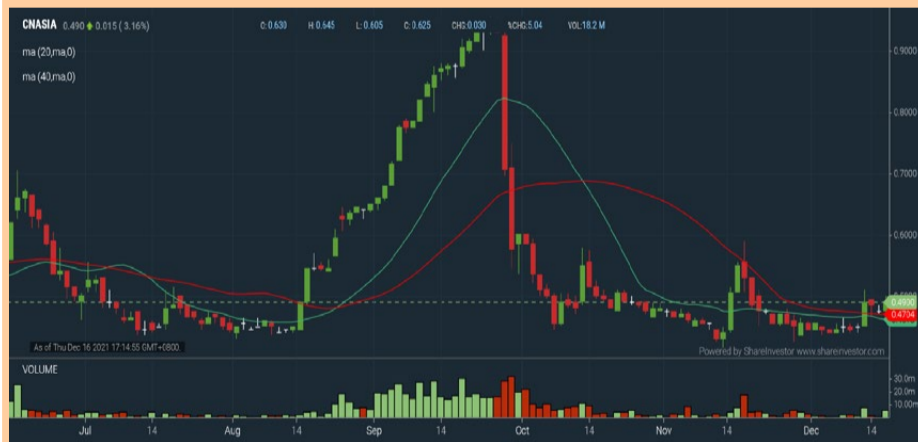 CNASIA 0.490 0.015 ( 3.16%) C: 0.630 H: 0.645 L: 0.605 C: 0.625 CHG:0.030 %CHG:5.04 VOL:18.2 M
ma (20,ma,0)
ma (40,ma,0)
0.9000
0.8000
0.7000
0.6000
0.4900
0.4704
As of Thu Dec 16 2021 17:14:55 GMT+0800.
Powered by ShareInvestor www.shareinvestor.com
VOLUME
30.0m
20.0m
10.00m
Jul 14 Aug 14 Sep 14 Oct 14 Nov 14 Dec 14